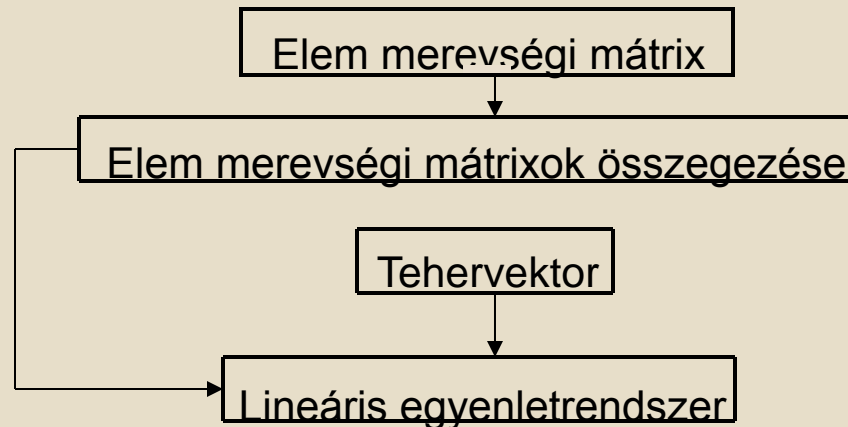 Elem merevségi mátrix
Elem merevségi mátrixok összegezése
Tehervektor
Lineáris egyenletrendszer